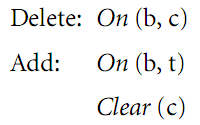 Delete: On (b, c)
Add: On (b, t)
Clear (c)